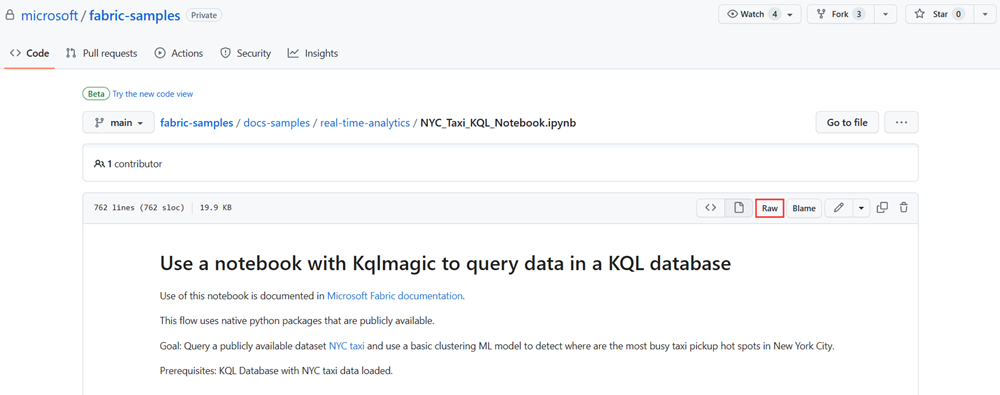 microsoft / fabric-samples Private Watch 4 Fork 3 Star 0
Code Pull requests Actions Security Insights
Beta Try the new code view
main fabric-samples / docs-samples / real-time-analytics / NYC_Taxi_KQL_Notebook.ipynb Go to file ...
1 contributor
762 lines (762 sloc) 19.9 KB <> Raw Blame
Use a notebook with Kqlmagic to query data in a KQL database
Use of this notebook is documented in Microsoft Fabric documentation.
This flow uses native python packages that are publicly available.
Goal: Query a publicly available dataset NYC taxi and use a basic clustering ML model to detect where are the most busy taxi pickup hot spots in New York City.
Prerequisites: KQL Database with NYC taxi data loaded.